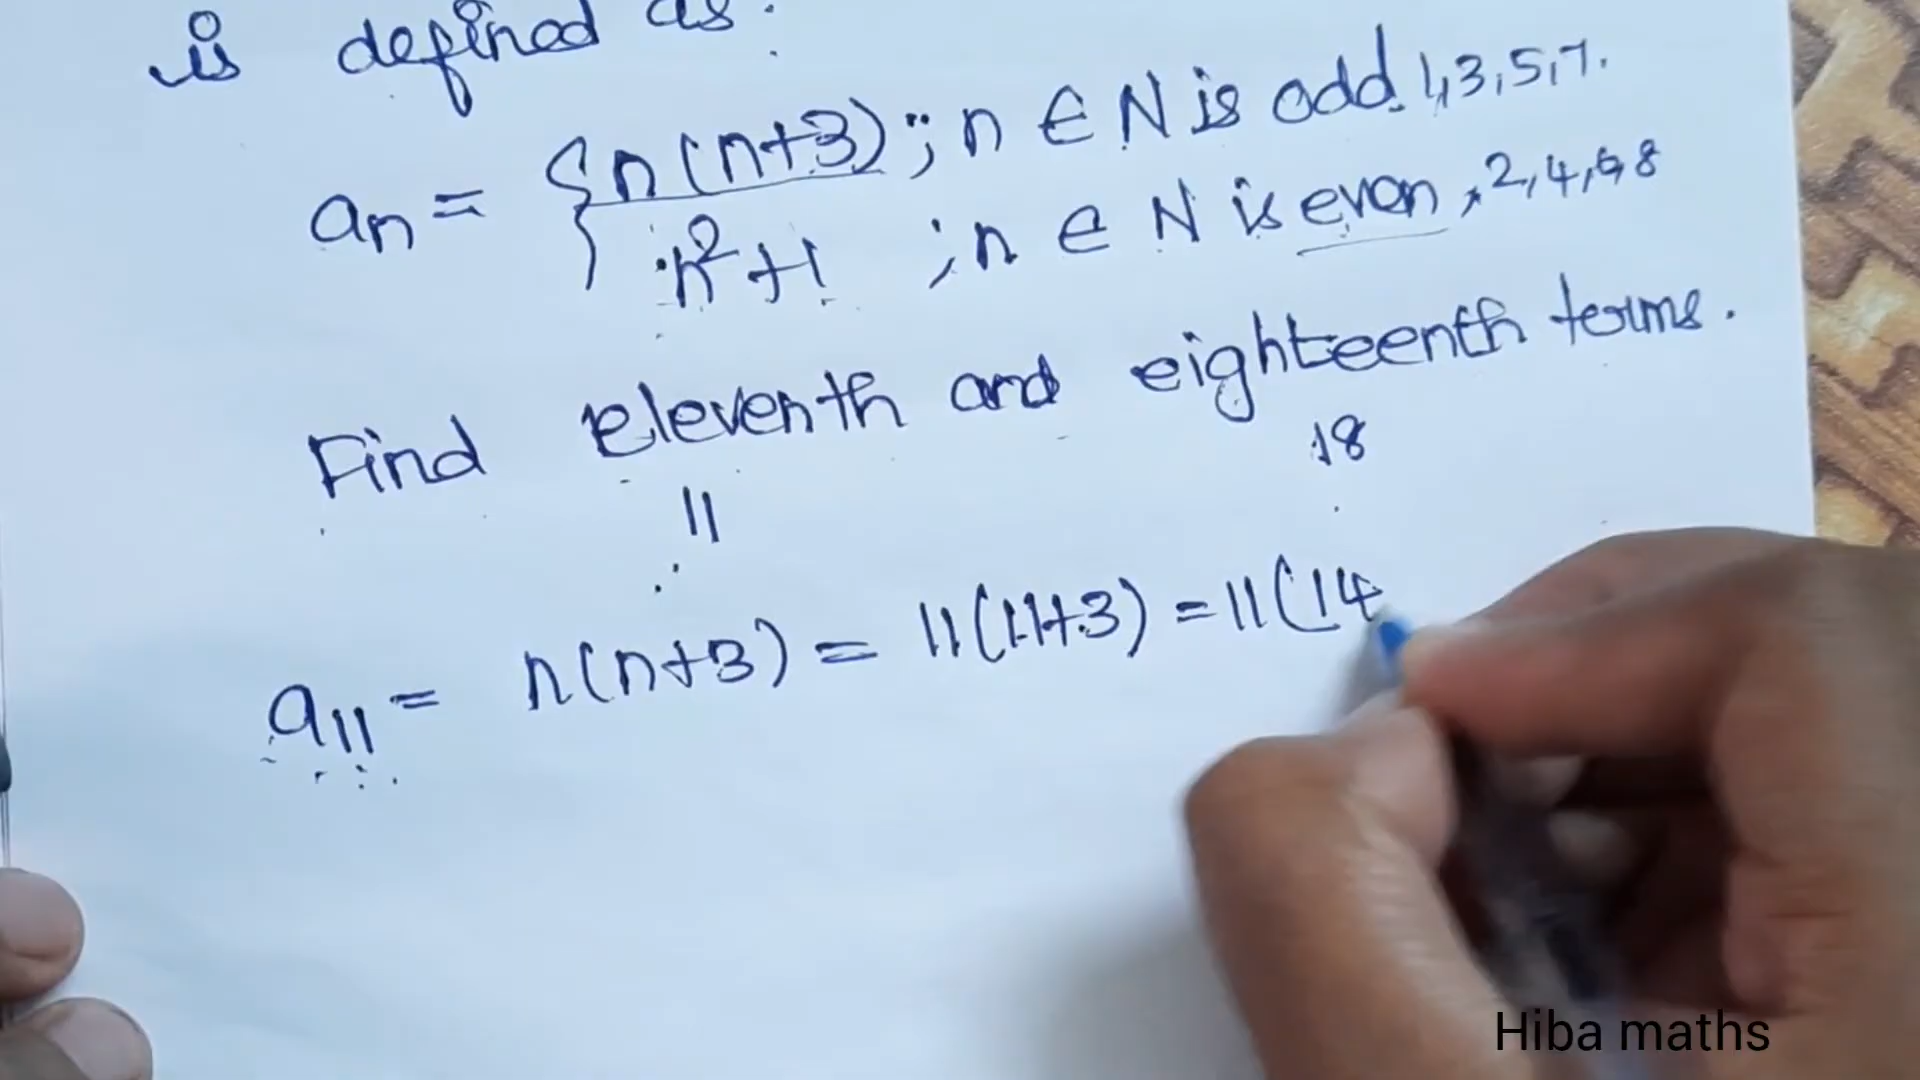 is defined as:
an = { n(n+3) ; n ∈ N is odd 1,3,5,7.
n²+1 ; n ∈ N is even, 2,4,6,8
Find eleventh and eighteenth terms.
11 18
a11 = n(n+3) = 11(11+3) = 11(14
Hiba maths